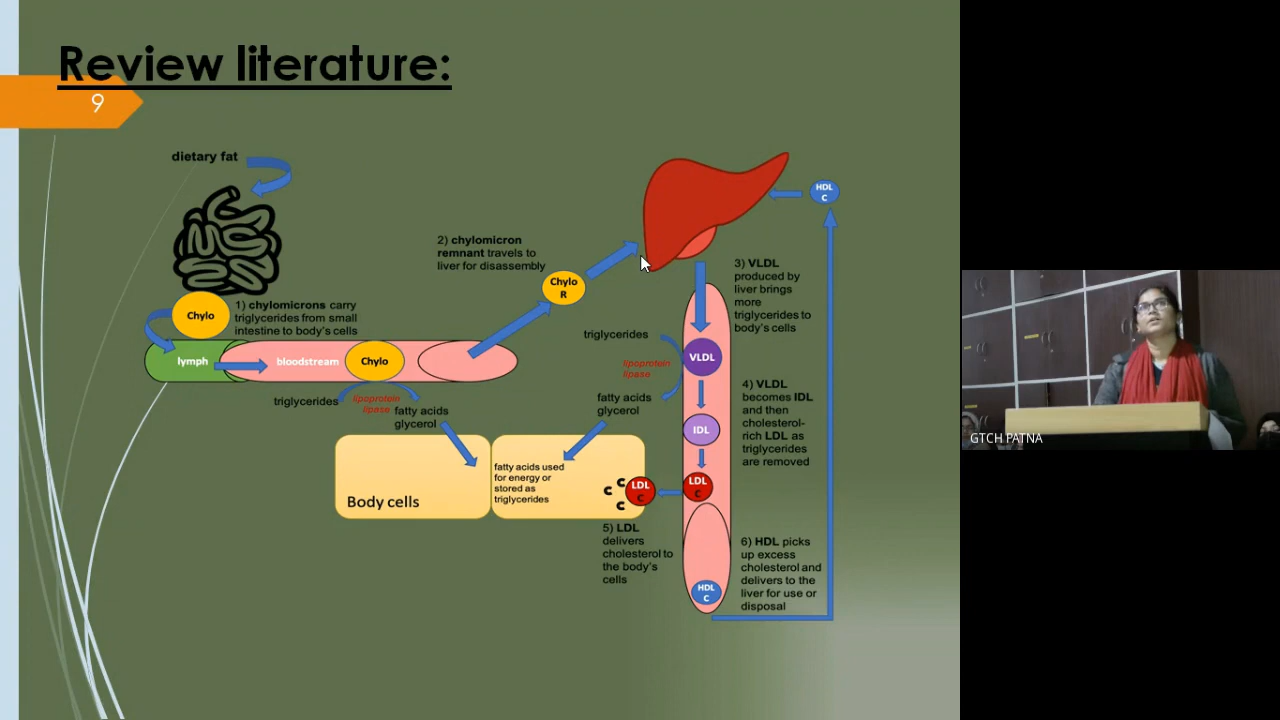 Review literature:
9
dietary fat
Chylo
1) chylomicrons carry
triglycerides from small
intestine to body's cells
lymph
bloodstream
Chylo
triglycerides
lipoprotein
lipase
fatty acids
glycerol
2) chylomicron
remnant travels to
liver for disassembly
Chylo
R
HDL
C
3) VLDL
produced by
liver brings
more
triglycerides to
body's cells
triglycerides
lipoprotein
lipase
fatty acids
glycerol
VLDL
IDL
LDL
C
4) VLDL
becomes IDL
and then
cholesterol-
rich LDL as
triglycerides
are removed
Body cells
fatty acids used
for energy or
stored as
triglycerides
C
C
C
LDL
C
5) LDL
delivers
cholesterol to
the body's
cells
HDL
C
6) HDL picks
up excess
cholesterol and
delivers to the
liver for use or
disposal
GTCH PATNA